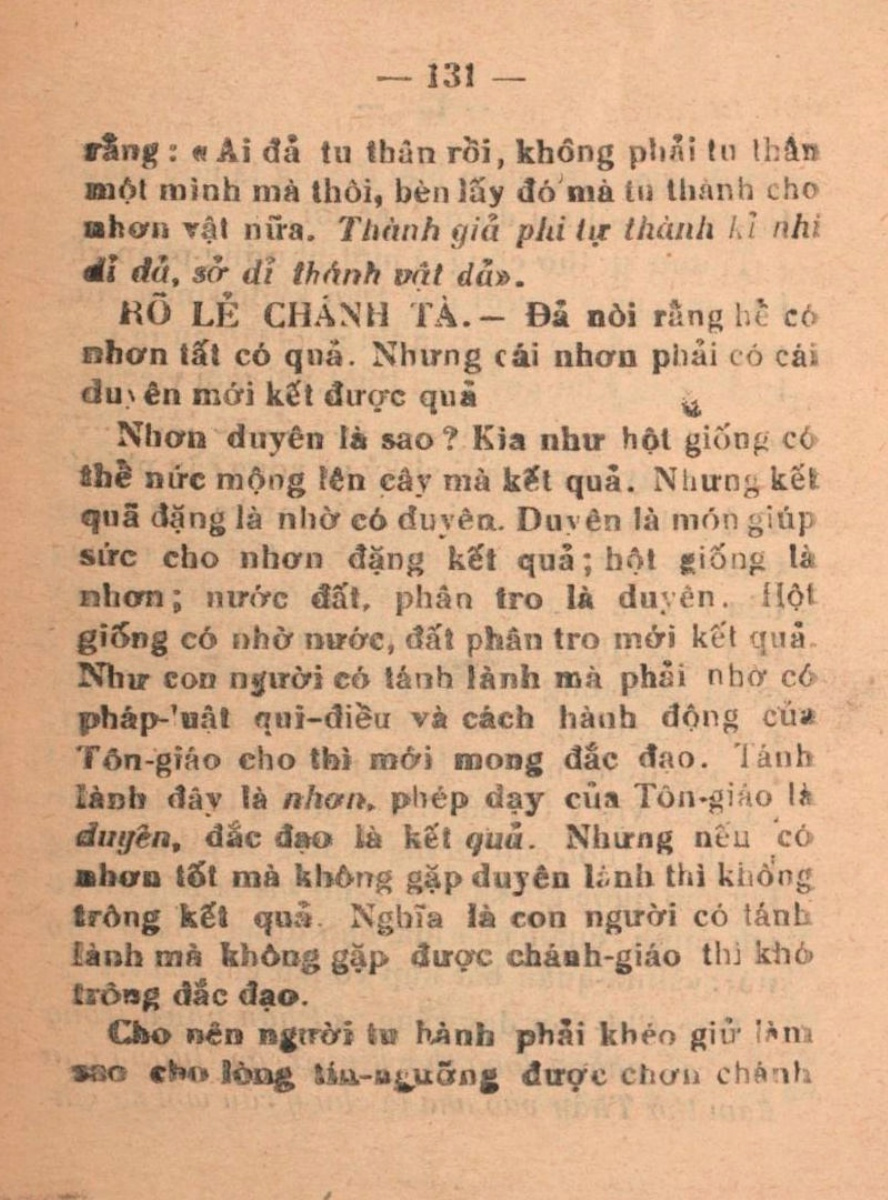 — 131 —
rằng : « Ai đả tu thân rồi, không phải tu thân
một mình mà thôi, bèn lấy đó mà tu thành cho
nhơn vật nữa. Thành giả phi tự thành kỉ nhi
dỉ đả, sở dỉ thánh vật dả».
RÕ LẺ CHÁNH TÀ. — Đả nòi rằng hề có
nhơn tất có quả. Nhưng cái nhơn phải có cái
duyên mới kết được quả
Nhơn duyên là sao ? Kìa như hột giống có
thề nức mộng lên cây mà kết quả. Nhưng kết
quã đặng là nhờ có duyên. Duyên là món giúp
sức cho nhơn đặng kết quả ; hột giống là
nhơn ; nước đất, phân tro là duyên. Hột
giống có nhờ nước, đất phân tro mới kết quả.
Như con người có tánh lành mà phải nhờ có
pháp-'uật qui-điều và cách hành động của
Tôn-giáo cho thì mới mong đắc đạo. Tánh
lành đây là nhơn, phép dạy của Tôn-giáo là
duyên, đắc đạo là kết quả. Nhưng nếu có
nhơn tốt mà không gặp duyên lành thì không
trông kết quả. Nghĩa là con người có tánh
lành mà không gặp được chánh-giáo thì khó
trông đắc đạo.
Cho nên người tu hành phải khéo giử làm
sao cho lòng tín-nguỡng được chơn chánh